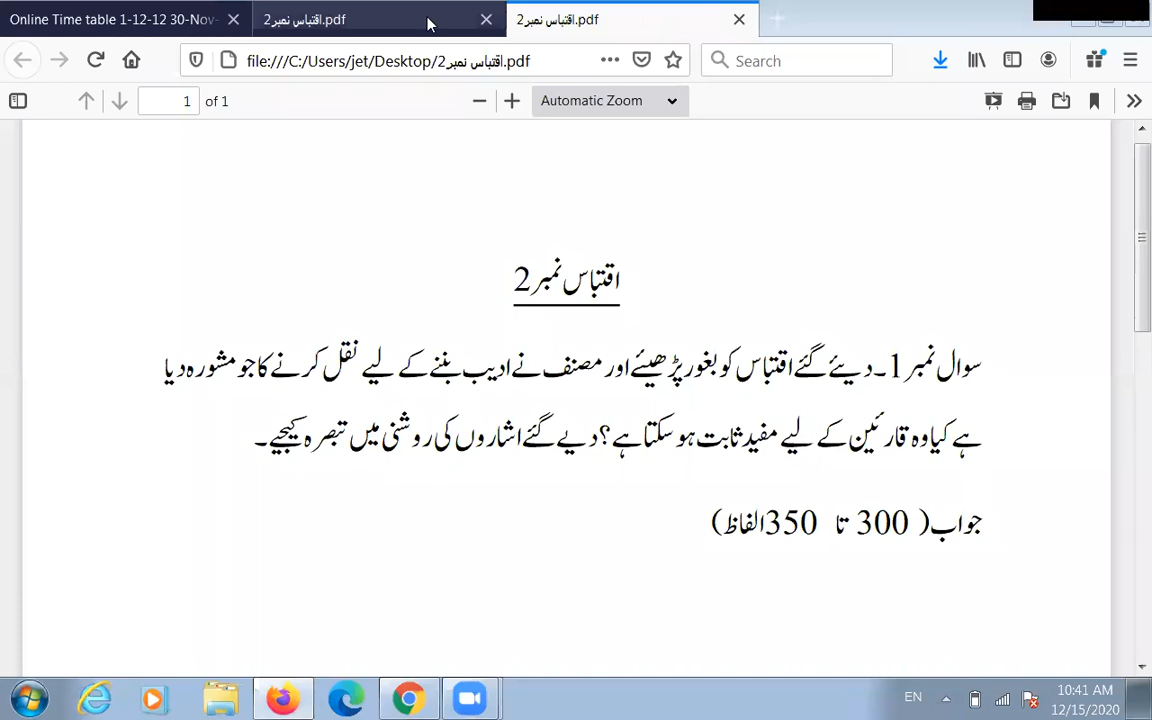 Online Time table 1-12-12 30-Nov-
اقتباس نمبر2.pdf
اقتباس نمبر2.pdf
file:///C:/Users/jet/Desktop/اقتباس نمبر2.pdf
Search
1 of 1
Automatic Zoom
اقتباس نمبر 2
سوال نمبر 1۔ دیئے گئے اقتباس کو بغور پڑھیئے اور مصنف نے ادیب بننے کے لیے نقل کرنے کا جو مشورہ دیا
ہے کیا وہ قارئین کے لیے مفید ثابت ہو سکتا ہے؟ دیے گئے اشاروں کی روشنی میں تبصرہ کیجیے۔
جواب( 300 تا 350 الفاظ)
EN
10:41 AM
12/15/2020